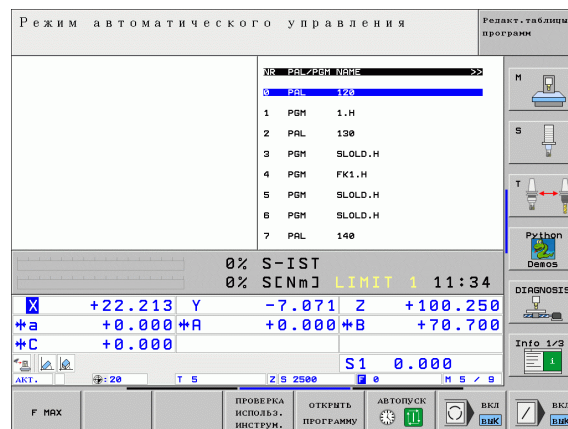 Режим автоматического управления
Редакт.таблицы
программ
NR PAL/PGM NAME >>
0 PAL 120
1 PGM 1.H
2 PAL 130
3 PGM SLOLD.H
4 PGM FK1.H
5 PGM SLOLD.H
6 PGM SLOLD.H
7 PAL 140
M
S
T
Python
Demos
DIAGNOSIS
Info 1/3
0% S-IST
0% S[Nm] LIMIT 1 11:34
X +22.213 Y -7.071 Z +100.250
a +0.000 A +0.000 B +70.700
C +0.000
S1 0.000
АКТ. : 20 T 5 Z S 2500 F 0 M 5 / 9
F MAX
ПРОВЕРКА
ИСПОЛЬЗ.
ИНСТРУМ.
ОТКРЫТЬ
ПРОГРАММУ
АВТОПУСК
ВКЛ
ВЫК
ВКЛ
ВЫК